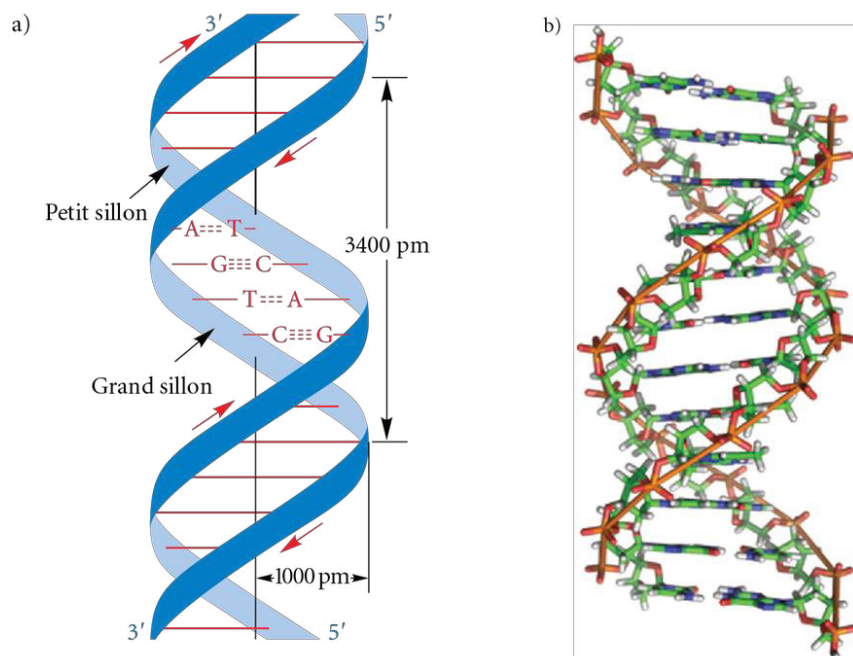 a)
3′
5′
b)
Petit sillon
A T
3400 pm
G C
T A
C G
Grand sillon
1000 pm
3′
5′